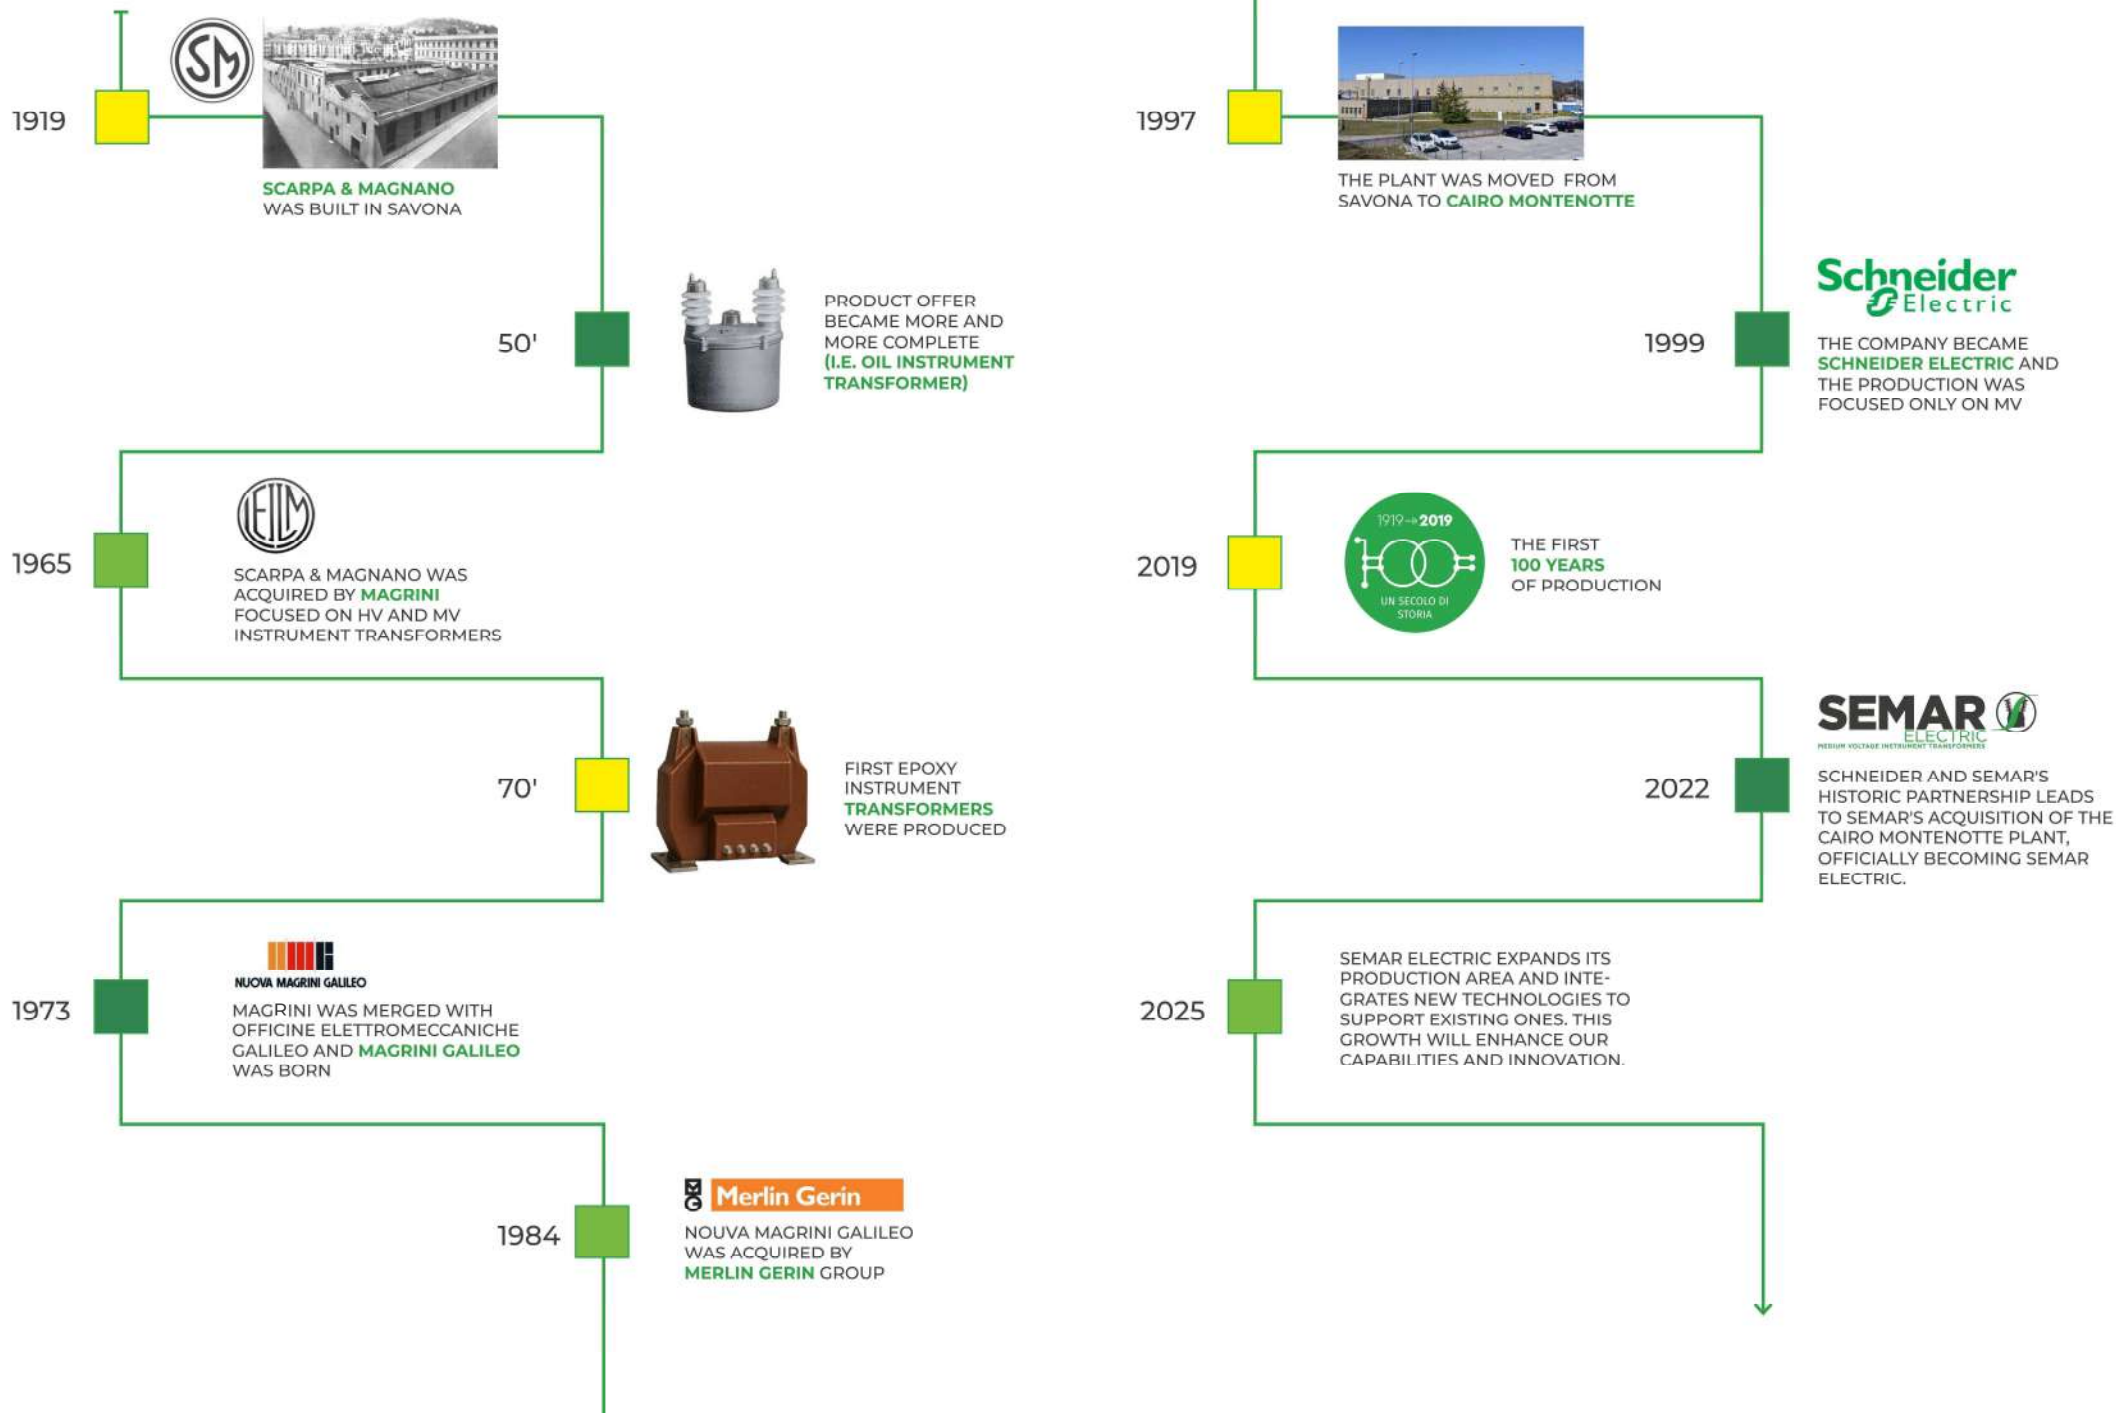 1919
SM
SCARPA & MAGNANO
WAS BUILT IN SAVONA
50'
PRODUCT OFFER
BECAME MORE AND
MORE COMPLETE
(I.E. OIL INSTRUMENT
TRANSFORMER)
1965
SCARPA & MAGNANO WAS
ACQUIRED BY MAGRINI
FOCUSED ON HV AND MV
INSTRUMENT TRANSFORMERS
70'
FIRST EPOXY
INSTRUMENT
TRANSFORMERS
WERE PRODUCED
1973
NUOVA MAGRINI GALILEO
MAGRINI WAS MERGED WITH
OFFICINE ELETTROMECCANICHE
GALILEO AND MAGRINI GALILEO
WAS BORN
1984
MG
Merlin Gerin
NOUVA MAGRINI GALILEO
WAS ACQUIRED BY
MERLIN GERIN GROUP
1997
THE PLANT WAS MOVED FROM
SAVONA TO CAIRO MONTENOTTE
1999
Schneider
Electric
THE COMPANY BECAME
SCHNEIDER ELECTRIC AND
THE PRODUCTION WAS
FOCUSED ONLY ON MV
2019
1919→2019
100
UN SECOLO DI
STORIA
THE FIRST
100 YEARS
OF PRODUCTION
2022
SEMAR
ELECTRIC
MEDIUM VOLTAGE INSTRUMENT TRANSFORMERS
SCHNEIDER AND SEMAR'S
HISTORIC PARTNERSHIP LEADS
TO SEMAR'S ACQUISITION OF THE
CAIRO MONTENOTTE PLANT,
OFFICIALLY BECOMING SEMAR
ELECTRIC.
2025
SEMAR ELECTRIC EXPANDS ITS
PRODUCTION AREA AND INTE-
GRATES NEW TECHNOLOGIES TO
SUPPORT EXISTING ONES. THIS
GROWTH WILL ENHANCE OUR
CAPABILITIES AND INNOVATION.